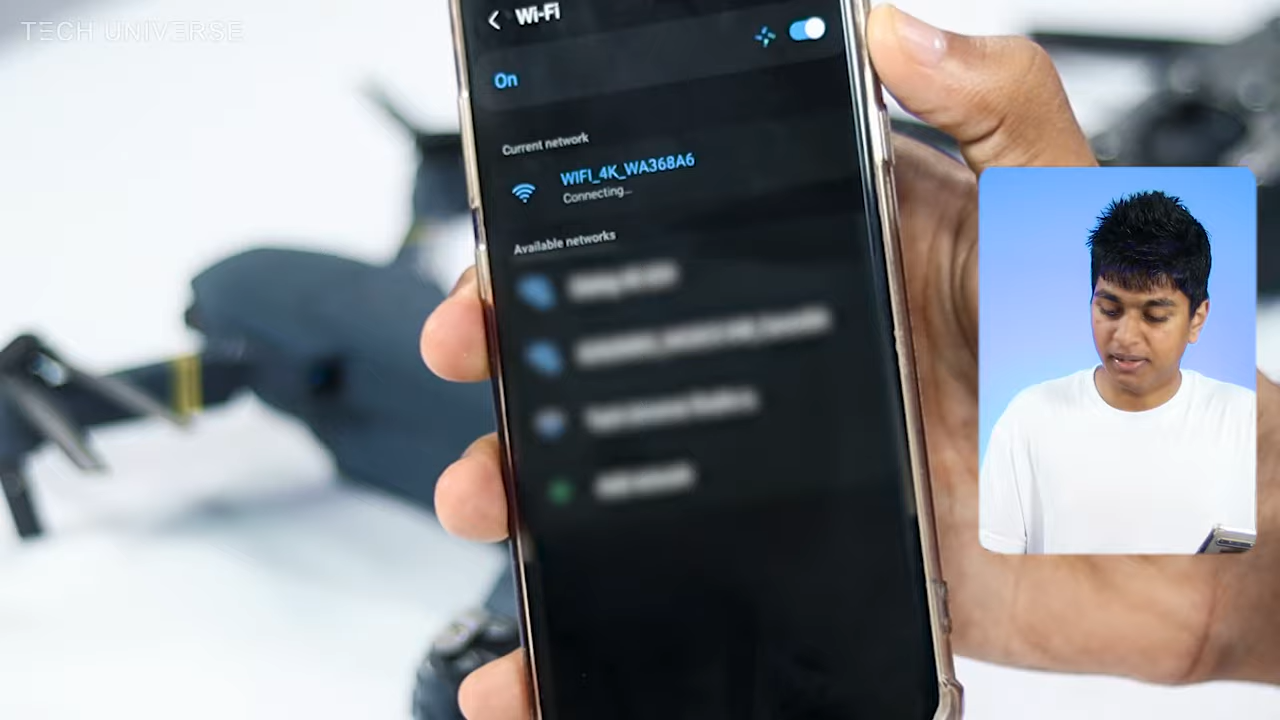 TECH UNIVERSE
Wi-Fi
On
Current network
WIFI_4K_WA368A6
Connecting...
Available networks